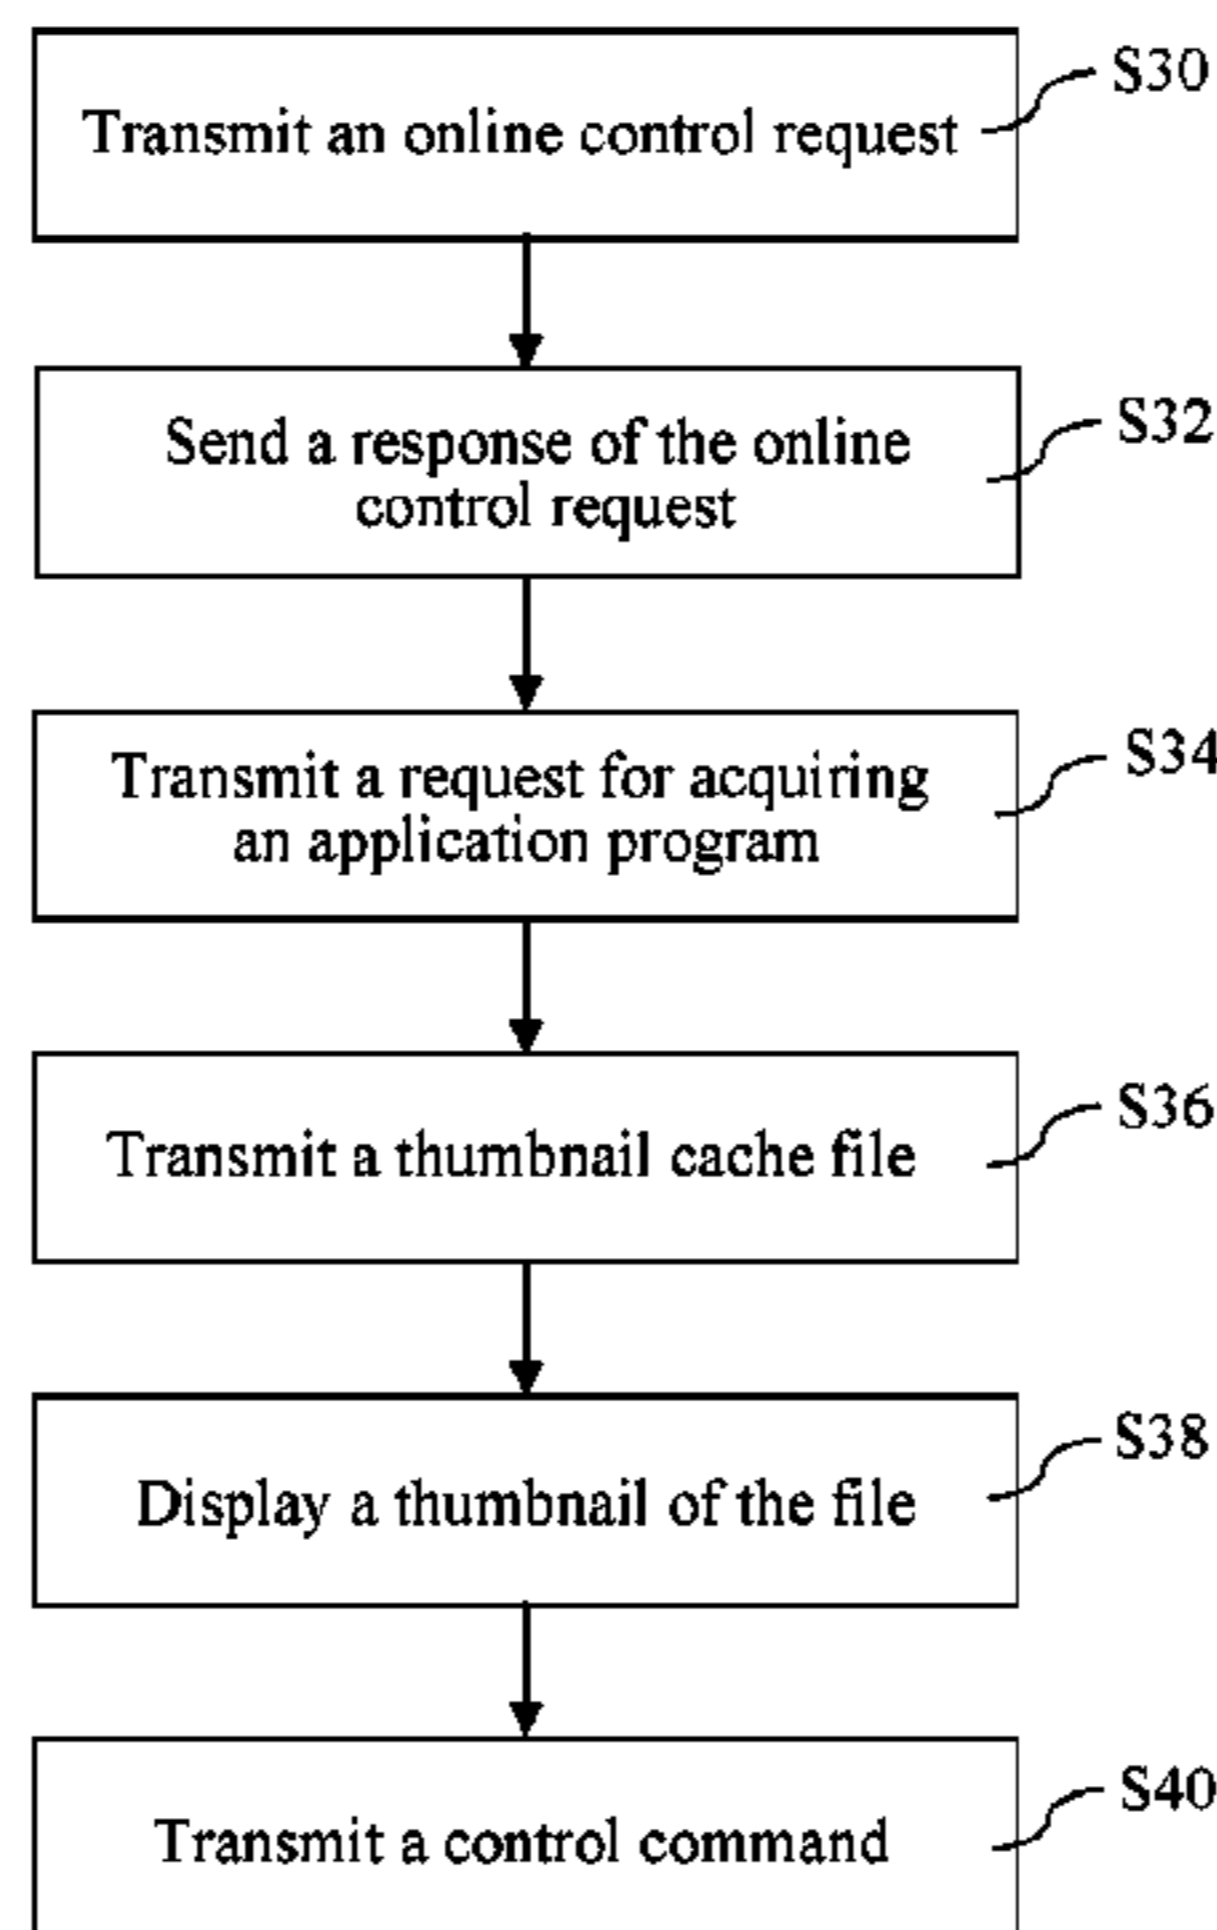 Transmit an online control request
S30
Send a response of the online
control request
S32
Transmit a request for acquiring
an application program
S34
Transmit a thumbnail cache file
S36
Display a thumbnail of the file
S38
Transmit a control command
S40